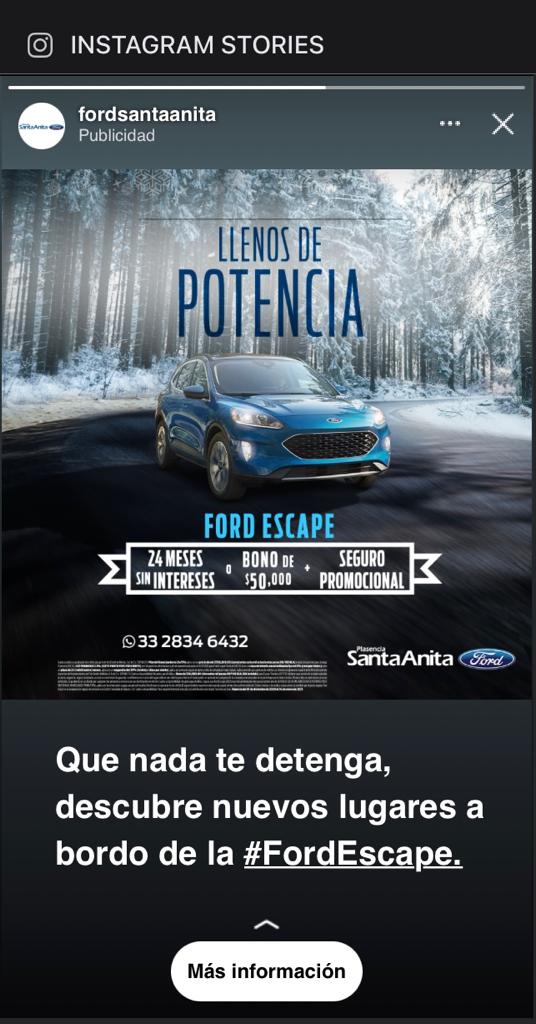 INSTAGRAM STORIES
fordsantaanita
Publicidad
SantaAnita Ford
LLENOS DE
POTENCIA
FORD ESCAPE
24 MESES
SIN INTERESES
o
BONO DE
$50,000
+
SEGURO
PROMOCIONAL
33 2834 6432
Plasencia
SantaAnita Ford
Que nada te detenga,
descubre nuevos lugares a
bordo de la #FordEscape.
Más información